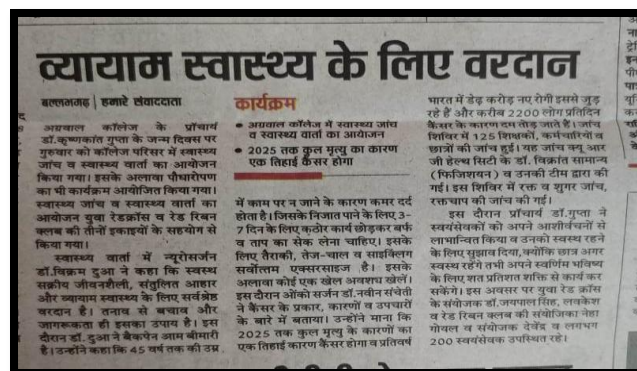 व्यायाम स्वास्थ्य के लिए वरदान
बल्लभगढ़ | हमारे संवाददाता
अग्रवाल कॉलेज के प्राचार्य
डॉ.कृष्णकांत गुप्ता के जन्म दिवस पर
गुरुवार को कॉलेज परिसर में स्वास्थ्य
जांच व स्वास्थ्य वार्ता का आयोजन
किया गया। इसके अलावा पौधारोपण
का भी कार्यक्रम आयोजित किया गया।
स्वास्थ्य जांच व स्वास्थ्य वार्ता का
आयोजन युवा रेडक्रॉस व रेड रिबन
क्लब की तीनों इकाइयों के सहयोग से
किया गया।
स्वास्थ्य वार्ता में न्यूरोसर्जन
डॉ.विक्रम दुआ ने कहा कि स्वस्थ
सक्रीय जीवनशैली, संतुलित आहार
और व्यायाम स्वास्थ्य के लिए सर्वश्रेष्ठ
वरदान है। तनाव से बचाव और
जागरूकता ही इसका उपाय है। इस
दौरान डॉ.दुआ ने बैकपेन आम बीमारी
है। उन्होंने कहा कि 45 वर्ष तक की उम्र
कार्यक्रम
अग्रवाल कॉलेज में स्वास्थ्य जांच
व स्वास्थ्य वार्ता का आयोजन
2025 तक कुल मृत्यु का कारण
एक तिहाई कैंसर होगा
में काम पर न जाने के कारण कमर दर्द
होता है। जिसके निजात पाने के लिए 3-
7 दिन के लिए कठोर कार्य छोड़कर बर्फ
व ताप का सेक लेना चाहिए। इसके
लिए तैराकी, तेज-चाल व साइक्लिंग
सर्वोत्तम एक्सरसाइज है। इसके
अलावा कोई एक खेल अवश्य खेलें।
इस दौरान ओंको सर्जन डॉ.नवीन संचेती
ने कैंसर के प्रकार, कारणों व उपचारों
के बारे में बताया। उन्होंने माना कि
2025 तक कुल मृत्यु के कारणों का
एक तिहाई कारण कैंसर होगा व प्रतिवर्ष
भारत में डेढ़ करोड़ नए रोगी इससे जुड़
रहे हैं और करीब 2200 लोग प्रतिदिन
कैंसर के कारण दम तोड़ जाते हैं। जांच
शिविर में 125 शिक्षकों, कर्मचारियों व
छात्रों की जांच हुई। यह जांच क्यू आर
जी हेल्थ सिटी के डॉ. विक्रांत सामान्य
(फिजिशियन) व उनकी टीम द्वारा की
गई। इस शिविर में रक्त व शुगर जांच,
रक्तचाप की जांच की गई।
इस दौरान प्राचार्य डॉ.गुप्ता ने
स्वयंसेवकों को अपने आशीर्वचनों से
लाभान्वित किया व उनको स्वस्थ रहने
के लिए सुझाव दिया, क्योंकि छात्र अगर
स्वस्थ रहेंगे तभी अपने स्वर्णिम भविष्य
के लिए शत प्रतिशत शक्ति से कार्य कर
सकेंगे। इस अवसर पर युवा रेड क्रॉस
के संयोजक डॉ.जयपाल सिंह, लवकेश
व रेड रिबन क्लब की संयोजिका नेहा
गोयल व संयोजक देवेंद्र व लगभग
200 स्वयंसेवक उपस्थित रहे।